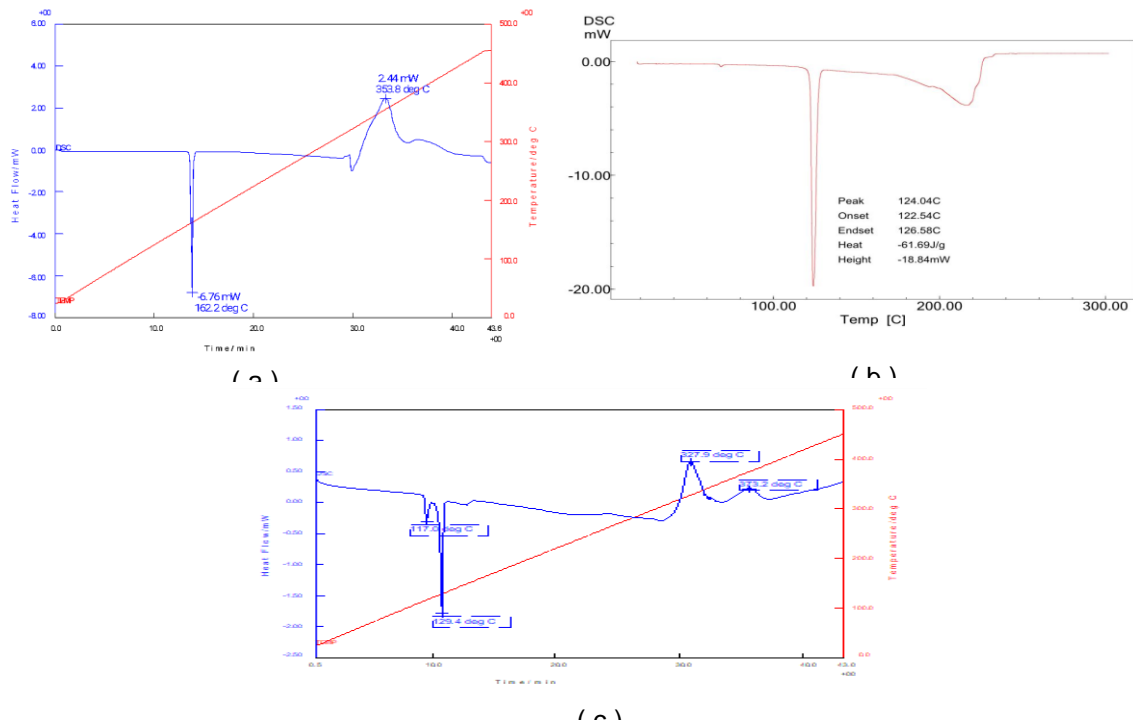 +00
6.00
4.00
2.00
0.00
-2.00
-4.00
-6.00
-8.00
Heat Flow/mW
DSC
2.44 mW
353.8 deg C
-6.76 mW
162.2 deg C
+00
500.0
400.0
300.0
200.0
100.0
0.0
Temperature/deg C
0.0
10.0
20.0
30.0
40.0
43.6
+00
Time/min
( a )
DSC
mW
0.00
-10.00
-20.00
Peak 124.04C
Onset 122.54C
Endset 126.58C
Heat -61.69J/g
Height -18.84mW
100.00
200.00
300.00
Temp [C]
( b )
+00
1.50
1.00
0.50
0.00
-0.50
-1.00
-1.50
-2.00
-2.50
Heat Flow/mW
DSC
117.0 deg C
129.4 deg C
327.9 deg C
373.2 deg C
+00
500.0
400.0
300.0
200.0
100.0
0.0
Temperature/deg C
0.5
10.0
20.0
30.0
40.0
43.0
+00
Time/min
( c )